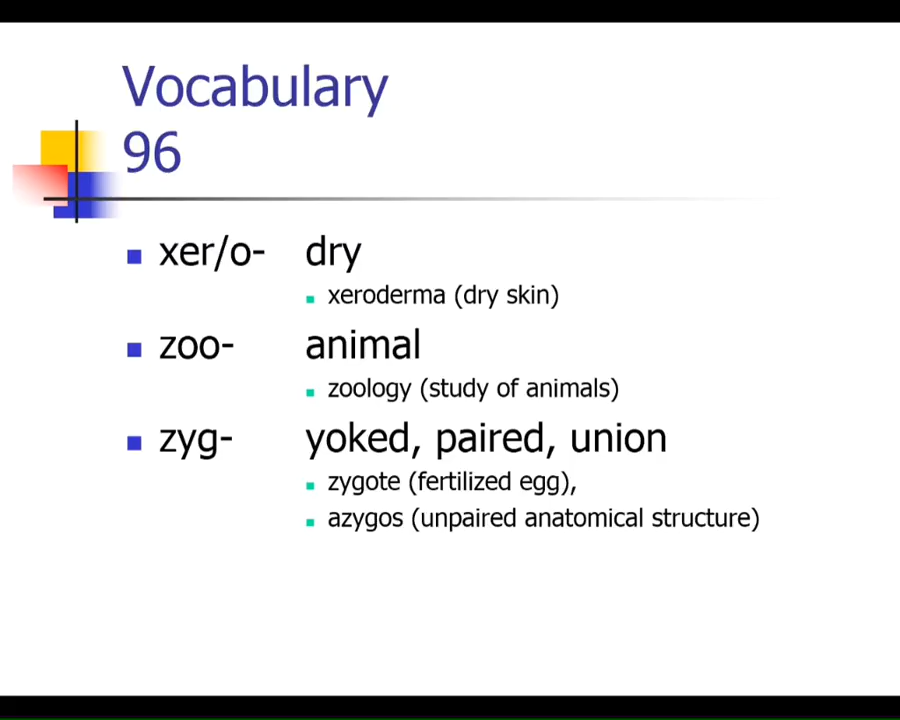 Vocabulary
96
xer/o- dry
xeroderma (dry skin)
zoo- animal
zoology (study of animals)
zyg- yoked, paired, union
zygote (fertilized egg),
azygos (unpaired anatomical structure)